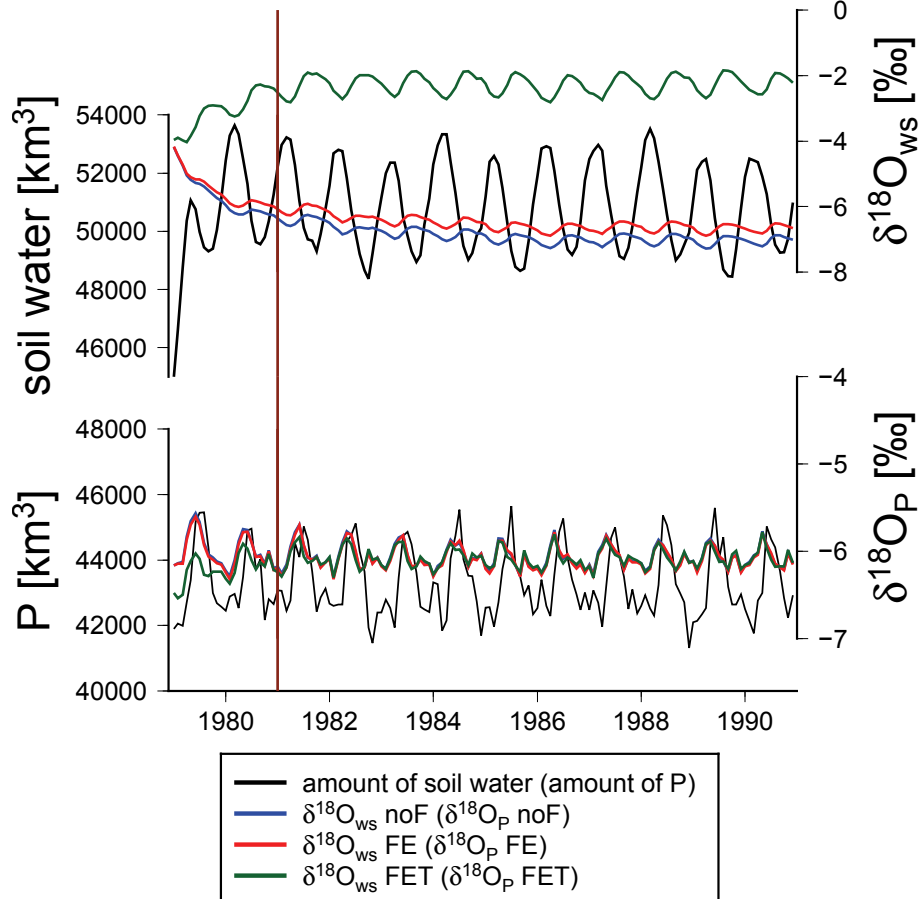 0
−2
−4
−6
−8
δ¹⁸Ows [‰]
54000
52000
50000
48000
46000
soil water [km³]
−4
−5
−6
−7
δ¹⁸OP [‰]
48000
46000
44000
42000
40000
P [km³]
1980 1982 1984 1986 1988 1990
amount of soil water (amount of P)
δ¹⁸Ows noF (δ¹⁸OP noF)
δ¹⁸Ows FE (δ¹⁸OP FE)
δ¹⁸Ows FET (δ¹⁸OP FET)